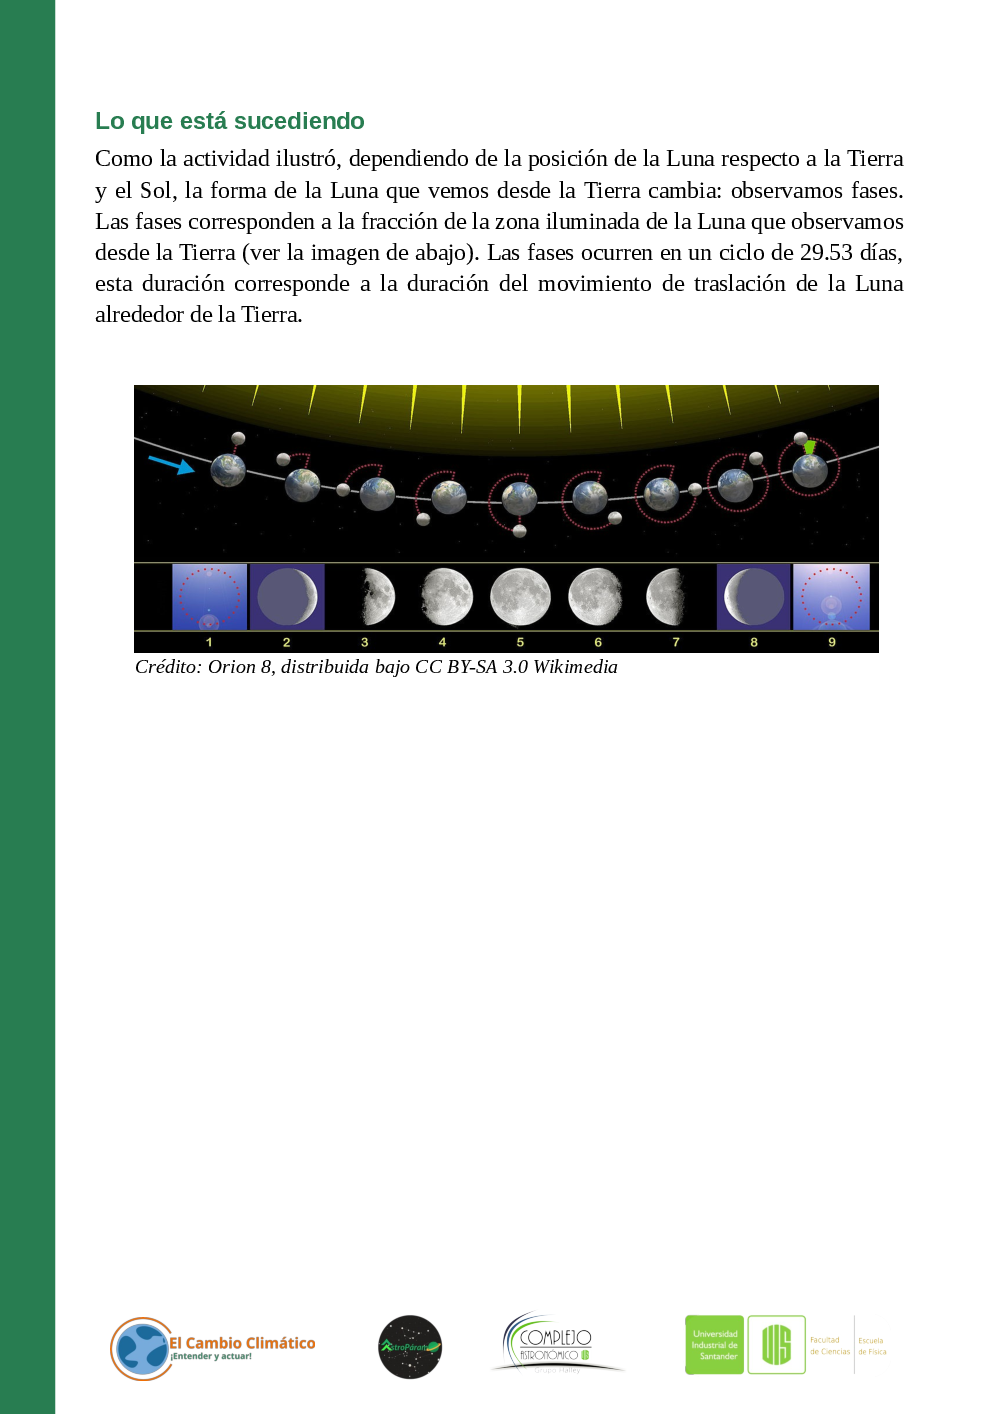 Lo que está sucediendo
Como la actividad ilustró, dependiendo de la posición de la Luna respecto a la Tierra
y el Sol, la forma de la Luna que vemos desde la Tierra cambia: observamos fases.
Las fases corresponden a la fracción de la zona iluminada de la Luna que observamos
desde la Tierra (ver la imagen de abajo). Las fases ocurren en un ciclo de 29.53 días,
esta duración corresponde a la duración del movimiento de traslación de la Luna
alrededor de la Tierra.
1 2 3 4 5 6 7 8 9
Crédito: Orion 8, distribuida bajo CC BY-SA 3.0 Wikimedia
El Cambio Climático
¡Entender y actuar!
COMPLEJO
ASTRONÓMICO
Grupo Halley
Universidad
Industrial de
Santander
Facultad
de Ciencias
Escuela
de Física